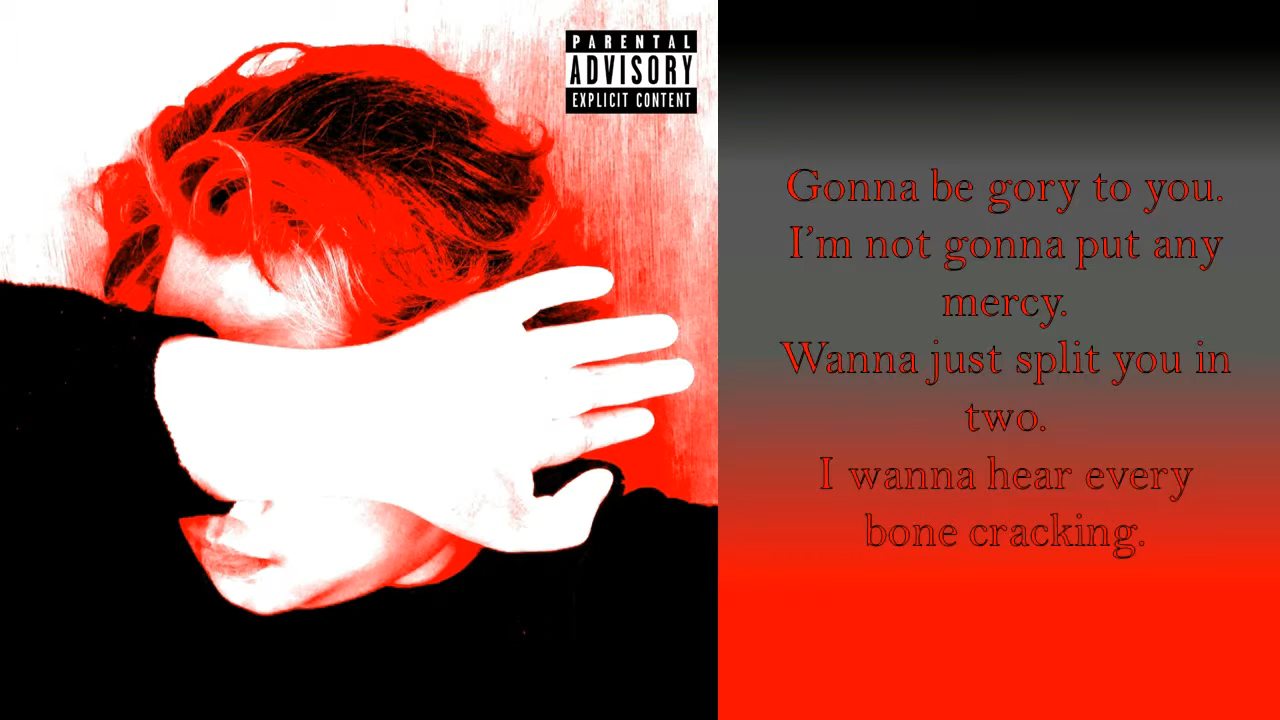 PARENTAL
ADVISORY
EXPLICIT CONTENT
Gonna be gory to you.
I'm not gonna put any
mercy.
Wanna just split you in
two.
I wanna hear every
bone cracking.